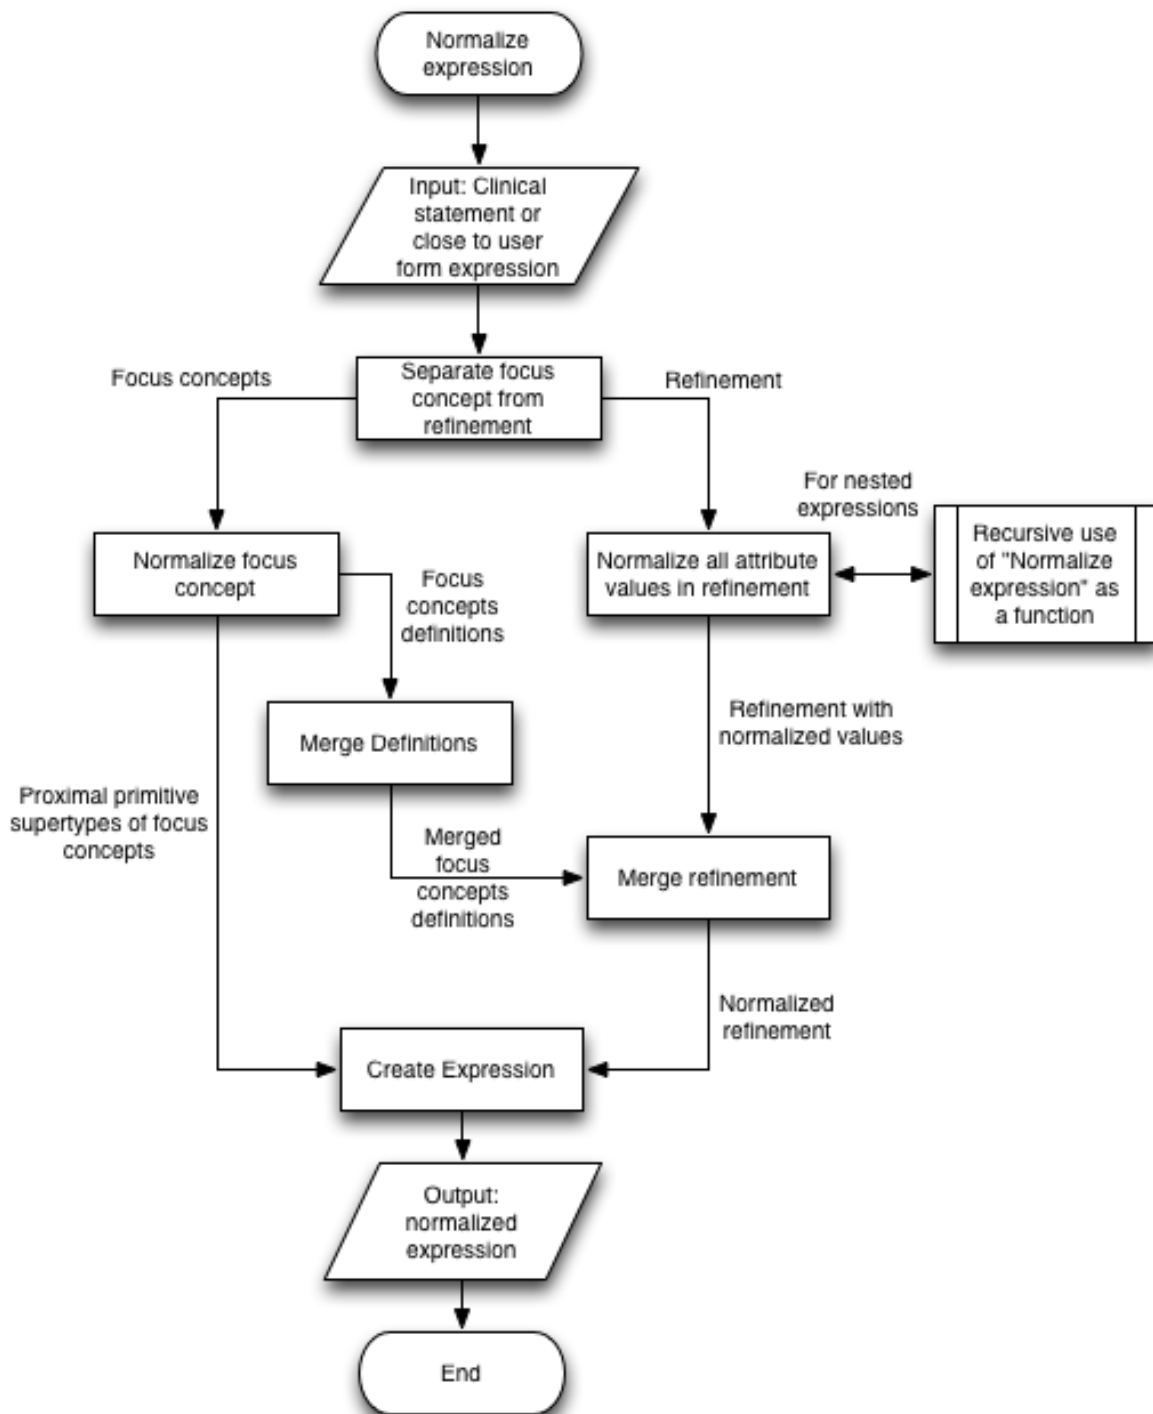 Normalize
expression
Input: Clinical
statement or
close to user
form expression
Focus concepts
Separate focus
concept from
refinement
Refinement
For nested
expressions
Normalize focus
concept
Focus
concepts
definitions
Normalize all attribute
values in refinement
Recursive use
of "Normalize
expression" as
a function
Merge Definitions
Refinement with
normalized values
Proximal primitive
supertypes of focus
concepts
Merged
focus
concepts
definitions
Merge refinement
Normalized
refinement
Create Expression
Output:
normalized
expression
End